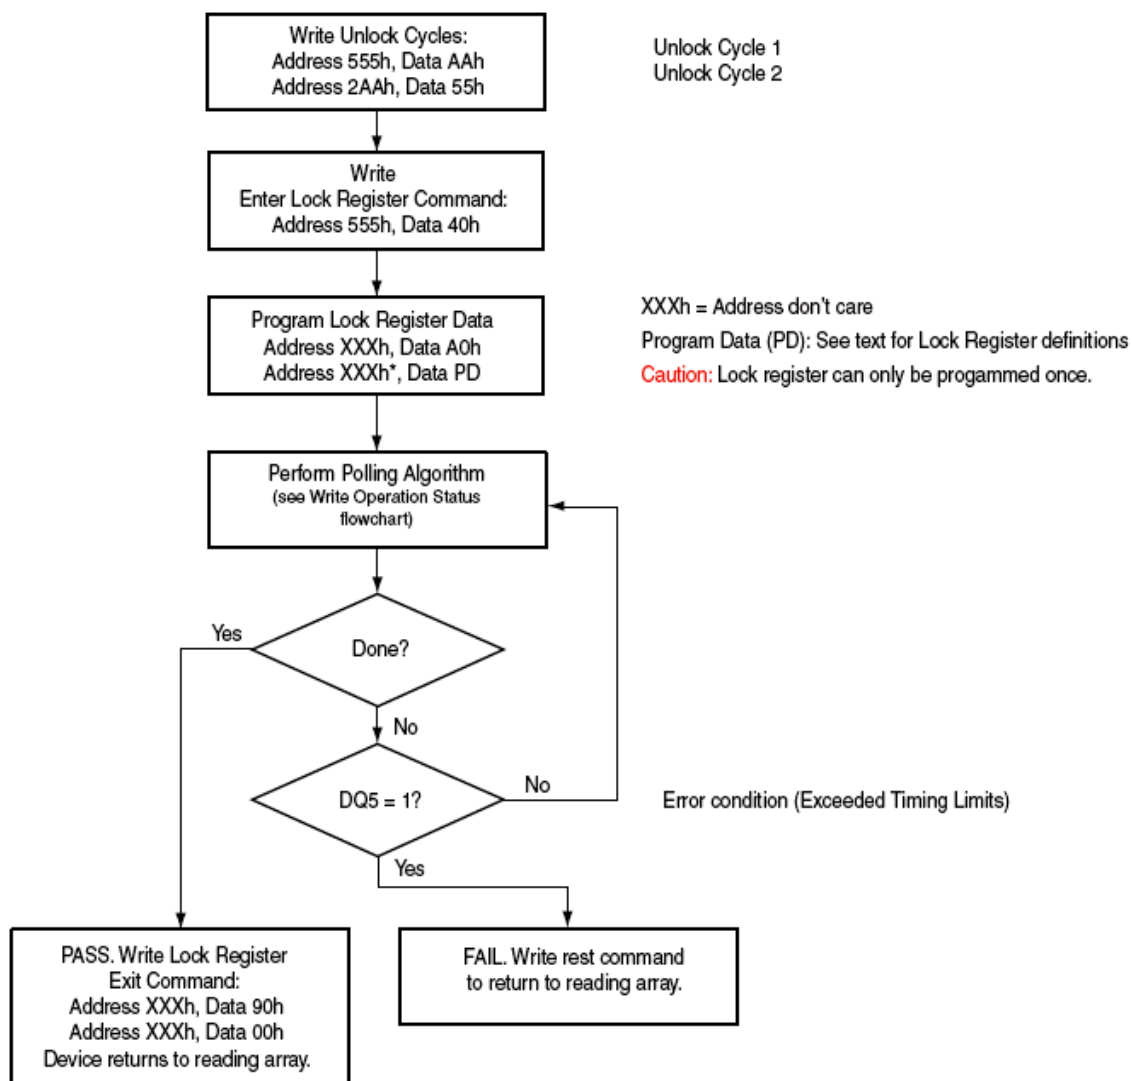 Write Unlock Cycles:
Address 555h, Data AAh
Address 2AAh, Data 55h
Unlock Cycle 1
Unlock Cycle 2
Write
Enter Lock Register Command:
Address 555h, Data 40h
Program Lock Register Data
Address XXXh, Data A0h
Address XXXh*, Data PD
XXXh = Address don't care
Program Data (PD): See text for Lock Register definitions
Caution: Lock register can only be progammed once.
Perform Polling Algorithm
(see Write Operation Status
flowchart)
Yes
Done?
No
DQ5 = 1?
No
Error condition (Exceeded Timing Limits)
Yes
PASS. Write Lock Register
Exit Command:
Address XXXh, Data 90h
Address XXXh, Data 00h
Device returns to reading array.
FAIL. Write rest command
to return to reading array.